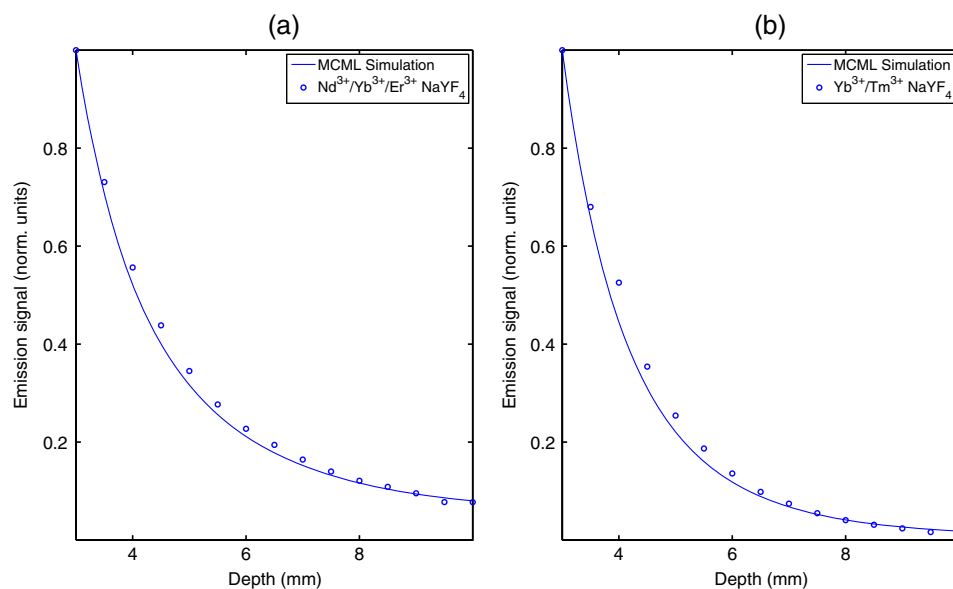 (a)
MCML Simulation
Nd³⁺/Yb³⁺/Er³⁺ NaYF₄
0.8
0.6
0.4
0.2
Emission signal (norm. units)
4
6
8
Depth (mm)
(b)
MCML Simulation
Yb³⁺/Tm³⁺ NaYF₄
0.8
0.6
0.4
0.2
Emission signal (norm. units)
4
6
8
Depth (mm)